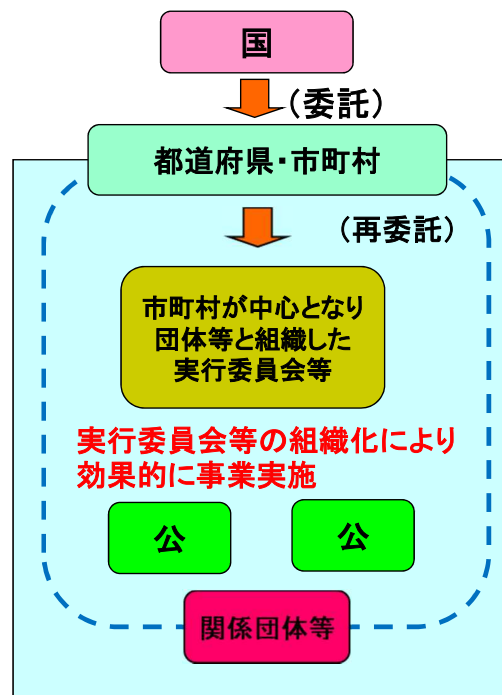 国
(委託)
都道府県・市町村
(再委託)
市町村が中心となり
団体等と組織した
実行委員会等
実行委員会等の組織化により
効果的に事業実施
公
公
関係団体等